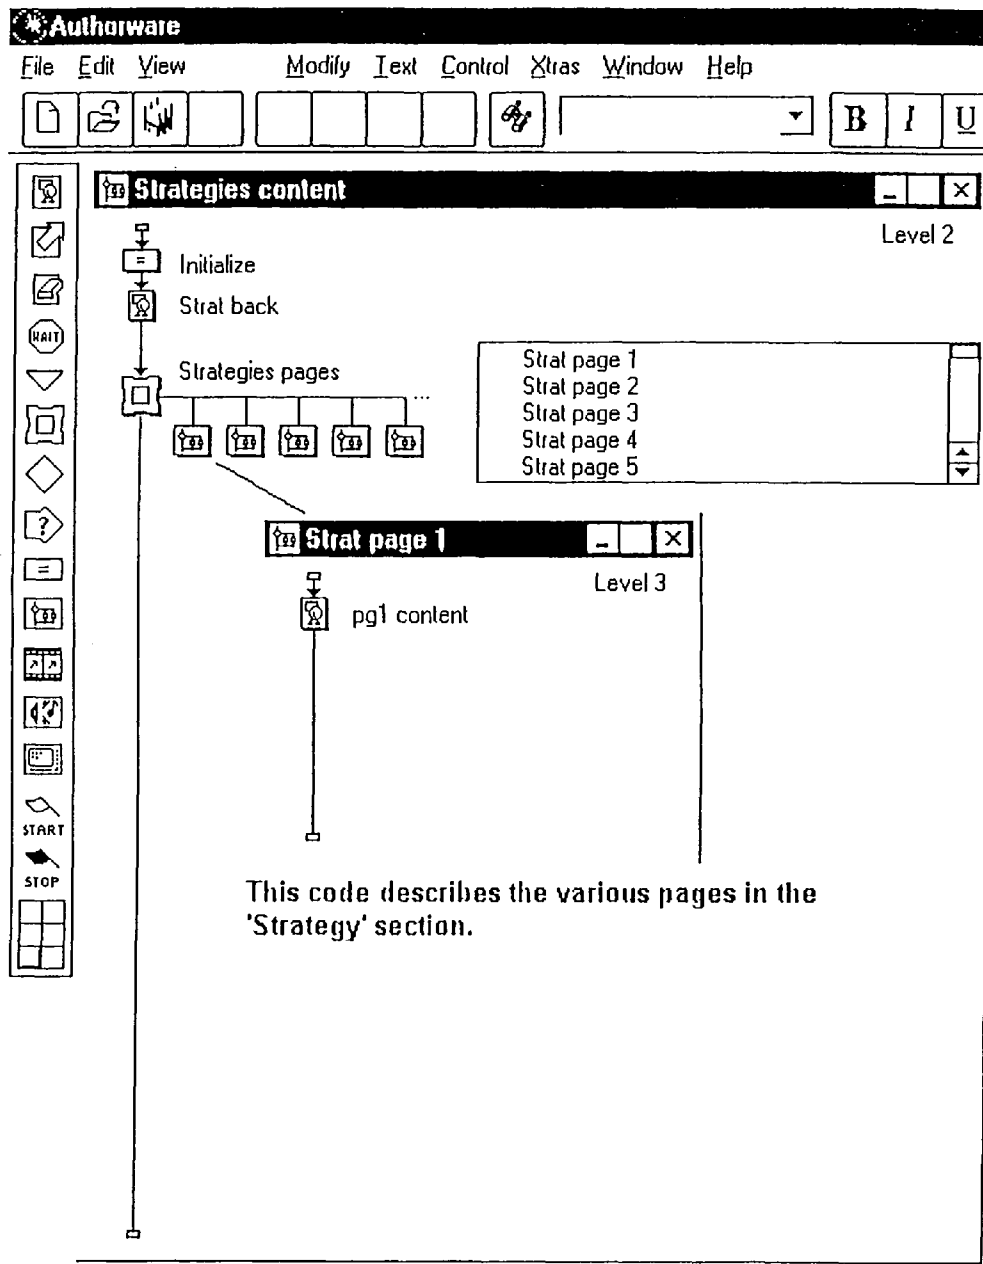 Authorware
File Edit View Modify Text Control Xtras Window Help
B I U
Strategies content
Level 2
=
Initialize
Strat back
WAIT
Strategies pages
...
Strat page 1
Strat page 2
Strat page 3
Strat page 4
Strat page 5
?
=
Strat page 1
Level 3
pg1 content
START
STOP
This code describes the various pages in the
'Strategy' section.